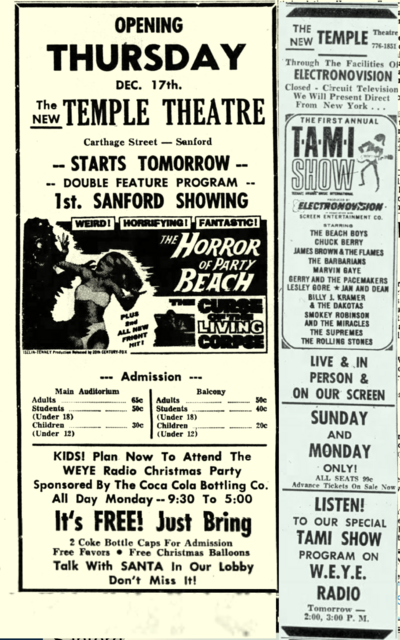 OPENING
THURSDAY
DEC. 17th.
The NEW TEMPLE THEATRE
Carthage Street — Sanford
-- STARTS TOMORROW --
-- DOUBLE FEATURE PROGRAM --
1st. SANFORD SHOWING
WEIRD! HORRIFYING! FANTASTIC!
THE HORROR
OF PARTY
BEACH
PLUS
2nd
ALL NEW
FRIGHT
HIT!
THE CURSE
OF THE
LIVING
CORPSE
--- Admission ---
Main Auditorium
Adults 65c
Students 50c
(Under 18)
Children 30c
(Under 12)
Balcony
Adults 50c
Students 40c
(Under 18)
Children 20c
(Under 12)
KIDS! Plan Now To Attend The
WEYE Radio Christmas Party
Sponsored By The Coca Cola Bottling Co.
All Day Monday -- 9:30 To 5:00
It's FREE! Just Bring
2 Coke Bottle Caps For Admission
Free Favors • Free Christmas Balloons
Talk With SANTA In Our Lobby
Don't Miss It!
THE NEW TEMPLE Theatre
776-1851
Through The Facilities Of
ELECTRONOVISION
Closed - Circuit Television
We Will Present Direct
From New York . . .
THE FIRST ANNUAL
T·A·M·I
SHOW
ELECTRONOVISION
SCREEN ENTERTAINMENT CO.
STARRING
THE BEACH BOYS
CHUCK BERRY
JAMES BROWN & THE FLAMES
THE BARBARIANS
MARVIN GAYE
GERRY AND THE PACEMAKERS
LESLEY GORE ★ JAN AND DEAN
BILLY J. KRAMER
& THE DAKOTAS
SMOKEY ROBINSON
AND THE MIRACLES
THE SUPREMES
THE ROLLING STONES
LIVE & IN
PERSON &
ON OUR SCREEN
SUNDAY
AND
MONDAY
ONLY!
ALL SEATS 99c
Advance Tickets On Sale Now
LISTEN!
TO OUR SPECIAL
TAMI SHOW
PROGRAM ON
W.E.Y.E.
RADIO
Tomorrow —
2:00, 3:00 P. M.